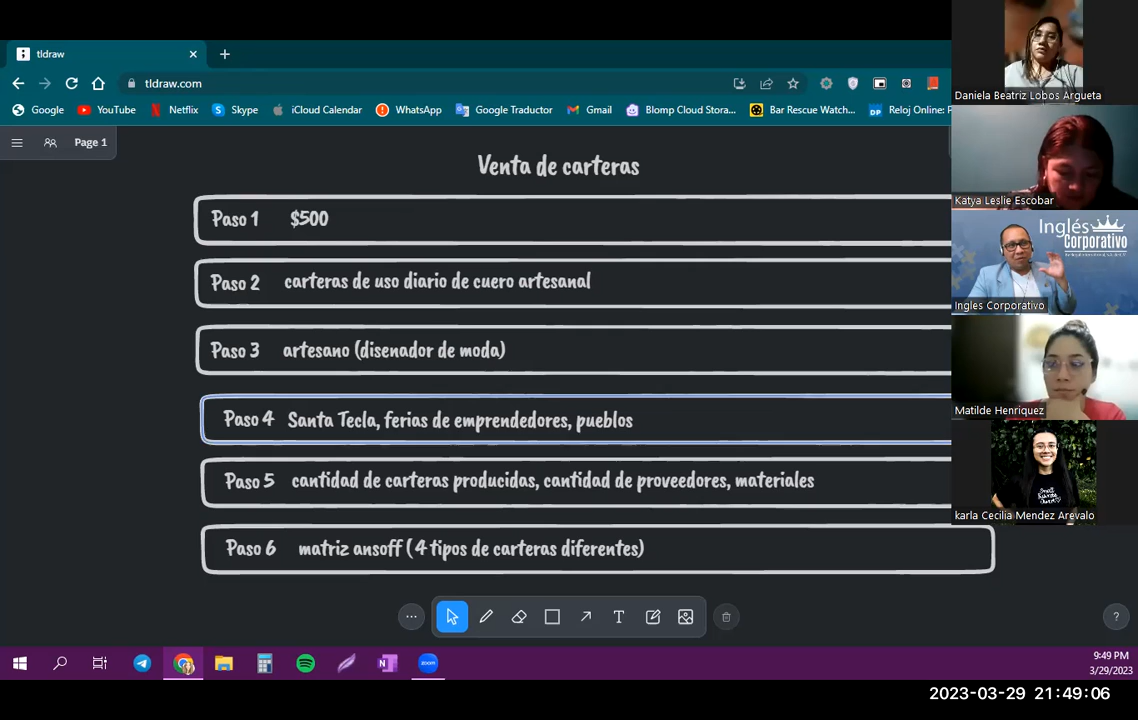 tldraw
tldraw.com
Google YouTube Netflix Skype iCloud Calendar WhatsApp Google Traductor Gmail Blomp Cloud Stora... Bar Rescue Watch... Reloj Online:
Page 1
Venta de carteras
Paso 1 $500
Paso 2 carteras de uso diario de cuero artesanal
Paso 3 artesano (disenador de moda)
Paso 4 Santa Tecla, ferias de emprendedores, pueblos
Paso 5 cantidad de carteras producidas, cantidad de proveedores, materiales
Paso 6 matriz ansoff (4 tipos de carteras diferentes)
Daniela Beatriz Lobos Argueta
Katya Leslie Escobar
Inglés
Corporativo
Ingles Corporativo
Matilde Henriquez
karla Cecilia Mendez Arevalo
9:49 PM
3/29/2023
2023-03-29 21:49:06